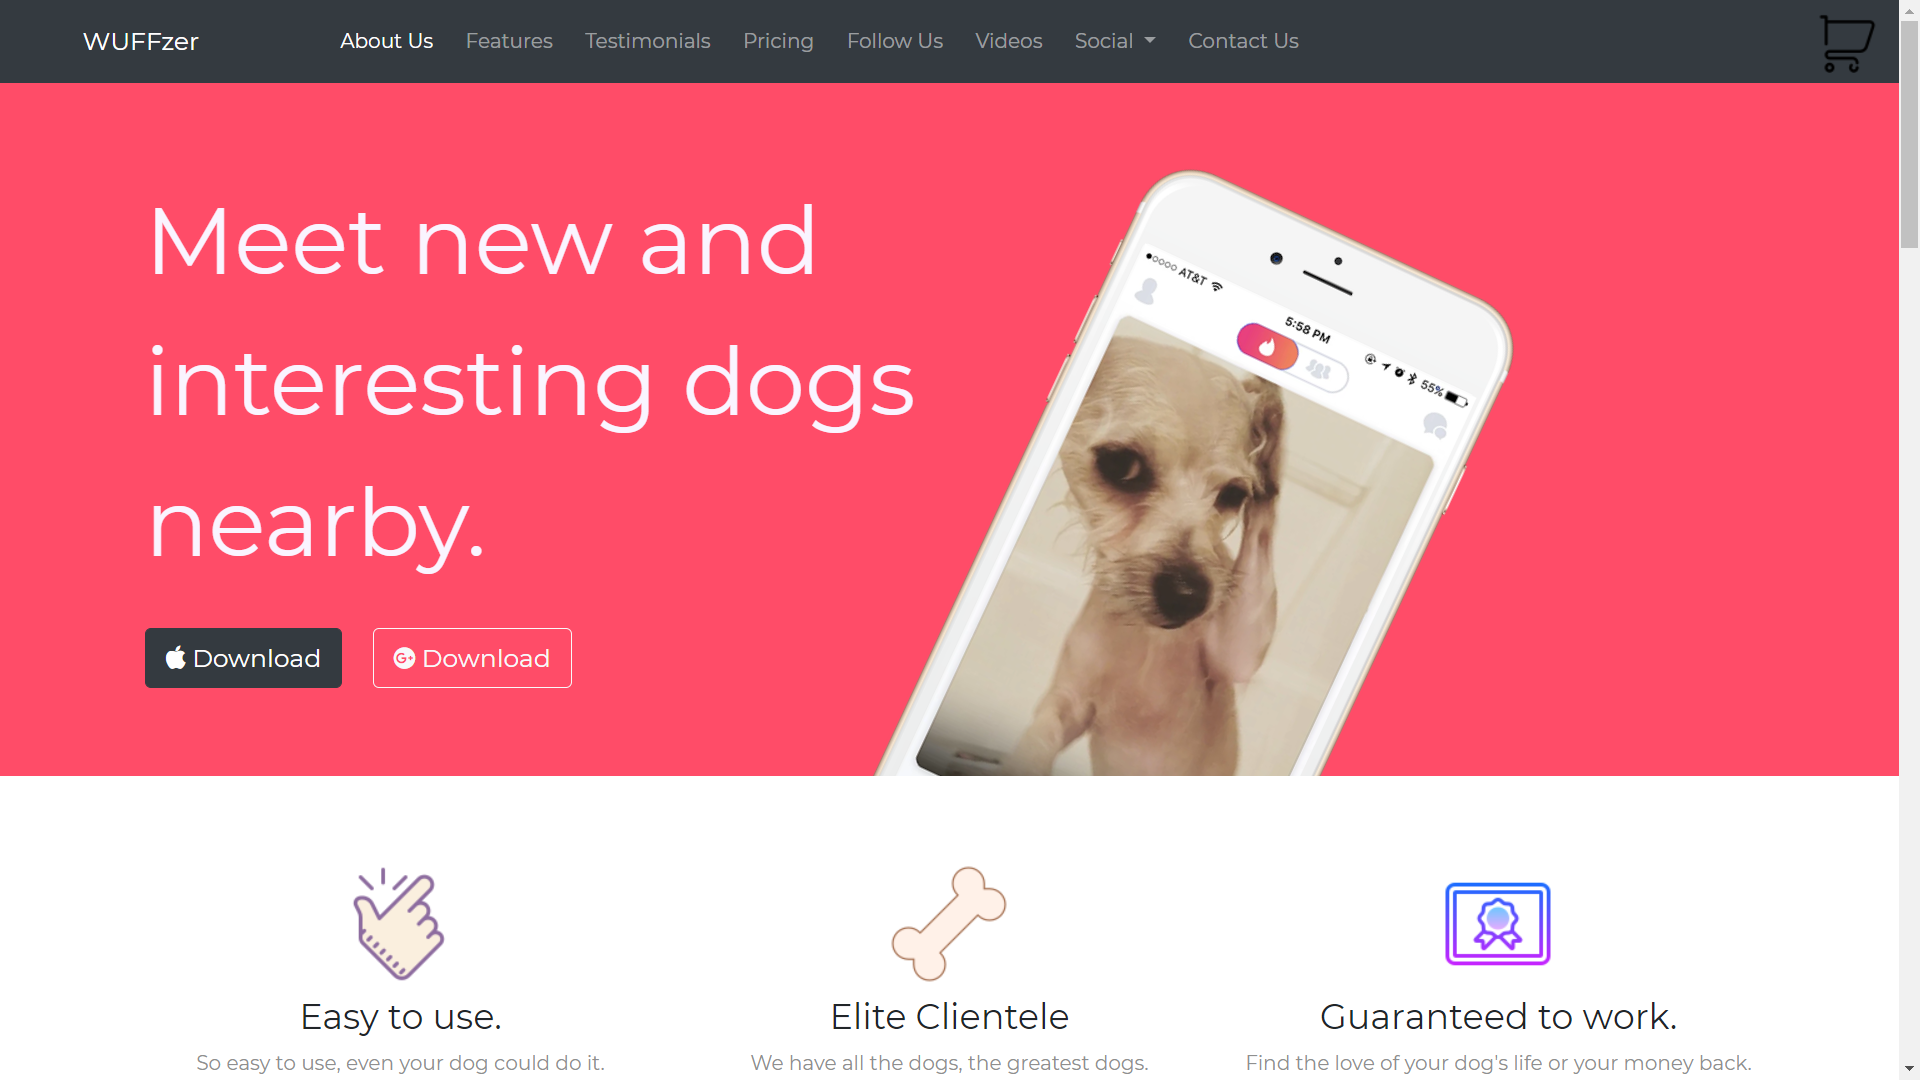 WUFFzer About Us Features Testimonials Pricing Follow Us Videos Social Contact Us
Meet new and
interesting dogs
nearby.
Download Download
AT&T 5:58 PM 55%
Easy to use. Elite Clientele Guaranteed to work.
So easy to use, even your dog could do it. We have all the dogs, the greatest dogs. Find the love of your dog's life or your money back.